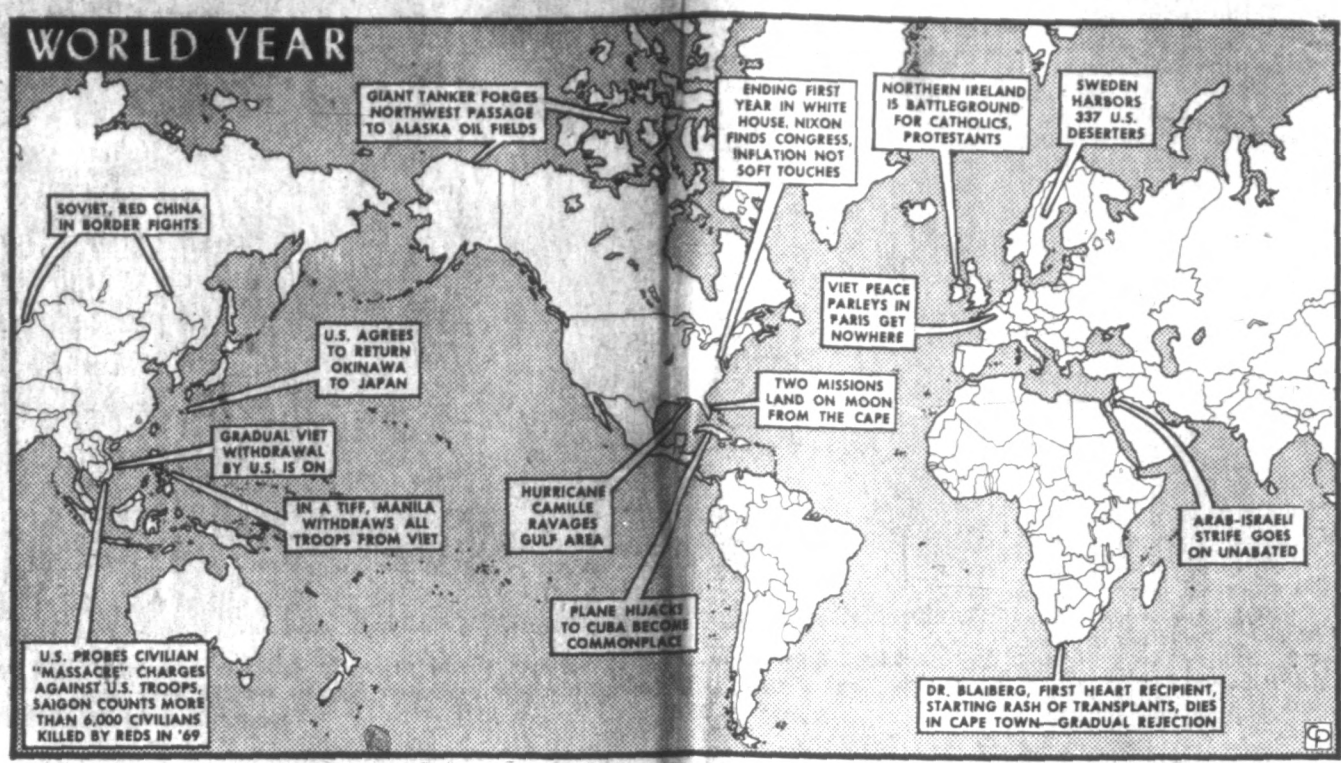 WORLD YEAR
GIANT TANKER FORGES
NORTHWEST PASSAGE
TO ALASKA OIL FIELDS
ENDING FIRST
YEAR IN WHITE
HOUSE, NIXON
FINDS CONGRESS,
INFLATION NOT
SOFT TOUCHES
NORTHERN IRELAND
IS BATTLEGROUND
FOR CATHOLICS,
PROTESTANTS
SWEDEN
HARBORS
337 U.S.
DESERTERS
SOVIET, RED CHINA
IN BORDER FIGHTS
VIET PEACE
PARLEYS IN
PARIS GET
NOWHERE
U.S. AGREES
TO RETURN
OKINAWA
TO JAPAN
TWO MISSIONS
LAND ON MOON
FROM THE CAPE
GRADUAL VIET
WITHDRAWAL
BY U.S. IS ON
IN A TIFF, MANILA
WITHDRAWS ALL
TROOPS FROM VIET
HURRICANE
CAMILLE
RAVAGES
GULF AREA
ARAB-ISRAELI
STRIFE GOES
ON UNABATED
PLANE HIJACKS
TO CUBA BECOME
COMMONPLACE
U.S. PROBES CIVILIAN
"MASSACRE" CHARGES
AGAINST U.S. TROOPS,
SAIGON COUNTS MORE
THAN 6,000 CIVILIANS
KILLED BY REDS IN '69
DR. BLAIBERG, FIRST HEART RECIPIENT,
STARTING RASH OF TRANSPLANTS, DIES
IN CAPE TOWN—GRADUAL REJECTION
CP